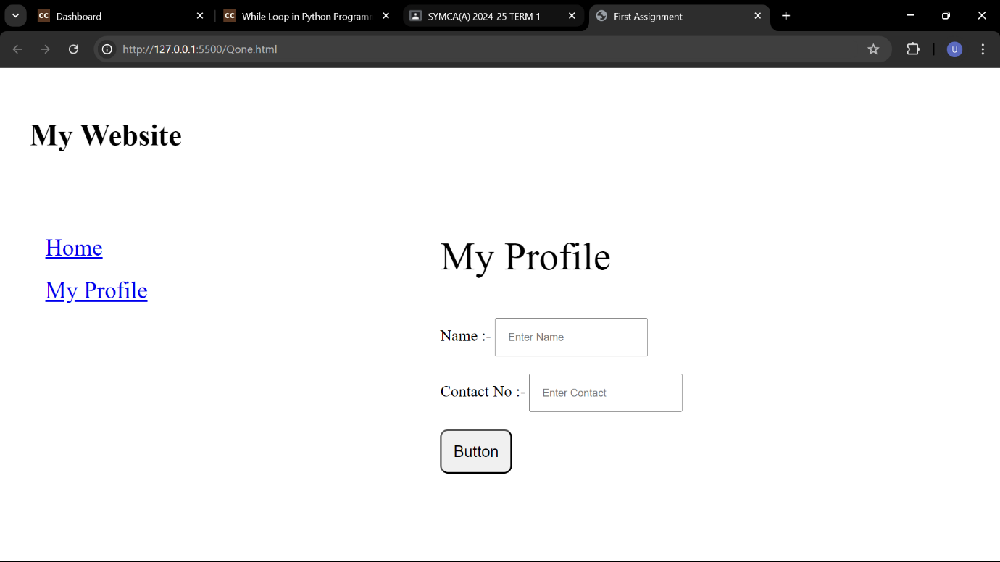 CC Dashboard
CC While Loop in Python Program
SYMCA(A) 2024-25 TERM 1
First Assignment
http://127.0.0.1:5500/Qone.html
U
My Website
Home
My Profile
My Profile
Name :- Enter Name
Contact No :- Enter Contact
Button